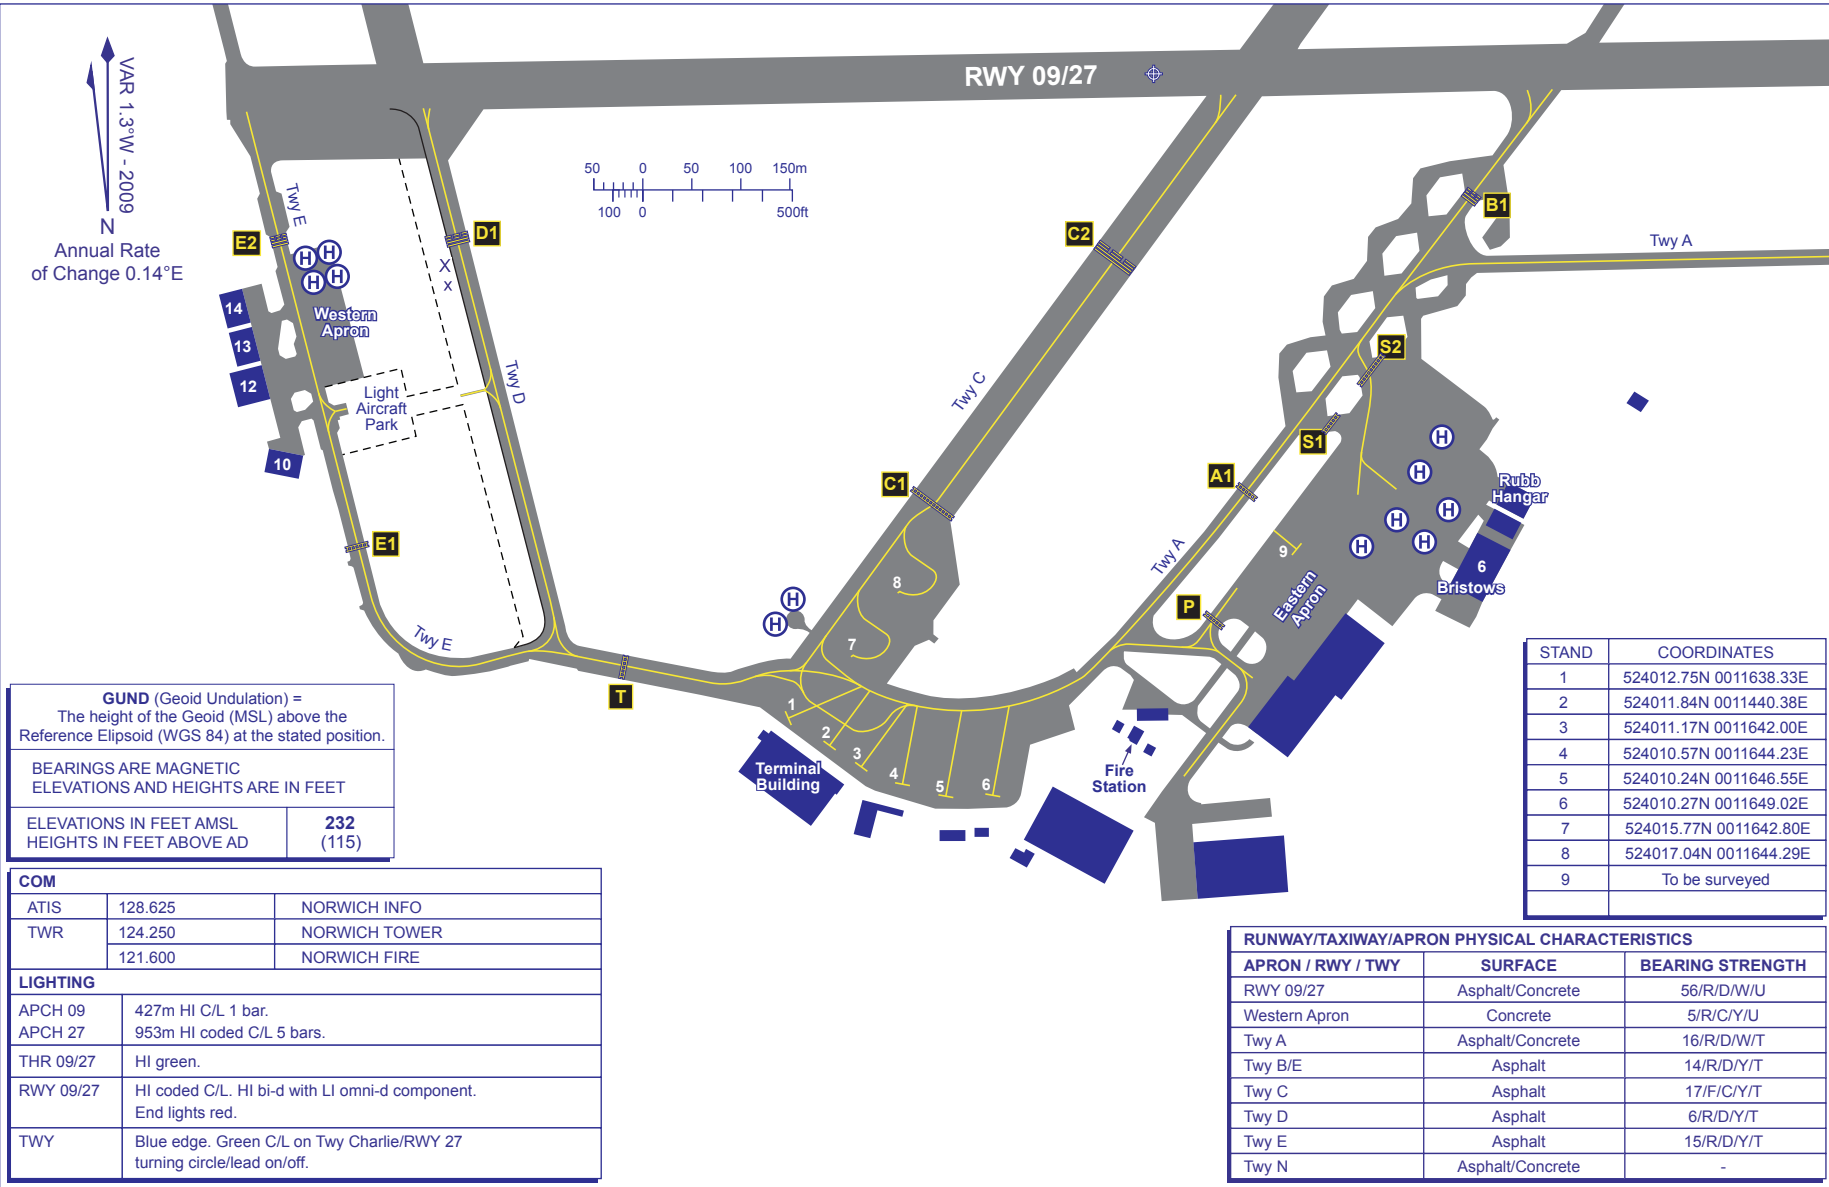 RWY 09/27
VAR 1.3°W - 2009
N
Annual Rate
of Change 0.14°E
50 0 50 100 150m
100 0 500ft
Twy E
E2
D1
C2
B1
Twy A
H H
H H
X
x
14
13
12
10
Western
Apron
Light
Aircraft
Park
Twy D
Twy C
S2
S1
C1
A1
E1
Twy E
T
Twy A
P
H
H
H
H
H
H
H
H
H
Rubb
Hangar
6
Bristows
Eastern
Apron
9
8
7
1
2
3
4
5
6
Terminal
Building
Fire
Station
GUND (Geoid Undulation) =
The height of the Geoid (MSL) above the
Reference Elipsoid (WGS 84) at the stated position.
BEARINGS ARE MAGNETIC
ELEVATIONS AND HEIGHTS ARE IN FEET
ELEVATIONS IN FEET AMSL 232
HEIGHTS IN FEET ABOVE AD (115)
COM
ATIS 128.625 NORWICH INFO
TWR 124.250 NORWICH TOWER
121.600 NORWICH FIRE
LIGHTING
APCH 09 427m HI C/L 1 bar.
APCH 27 953m HI coded C/L 5 bars.
THR 09/27 HI green.
RWY 09/27 HI coded C/L. HI bi-d with LI omni-d component.
End lights red.
TWY Blue edge. Green C/L on Twy Charlie/RWY 27
turning circle/lead on/off.
STAND COORDINATES
1 524012.75N 0011638.33E
2 524011.84N 0011440.38E
3 524011.17N 0011642.00E
4 524010.57N 0011644.23E
5 524010.24N 0011646.55E
6 524010.27N 0011649.02E
7 524015.77N 0011642.80E
8 524017.04N 0011644.29E
9 To be surveyed
RUNWAY/TAXIWAY/APRON PHYSICAL CHARACTERISTICS
APRON / RWY / TWY SURFACE BEARING STRENGTH
RWY 09/27 Asphalt/Concrete 56/R/D/W/U
Western Apron Concrete 5/R/C/Y/U
Twy A Asphalt/Concrete 16/R/D/W/T
Twy B/E Asphalt 14/R/D/Y/T
Twy C Asphalt 17/F/C/Y/T
Twy D Asphalt 6/R/D/Y/T
Twy E Asphalt 15/R/D/Y/T
Twy N Asphalt/Concrete -